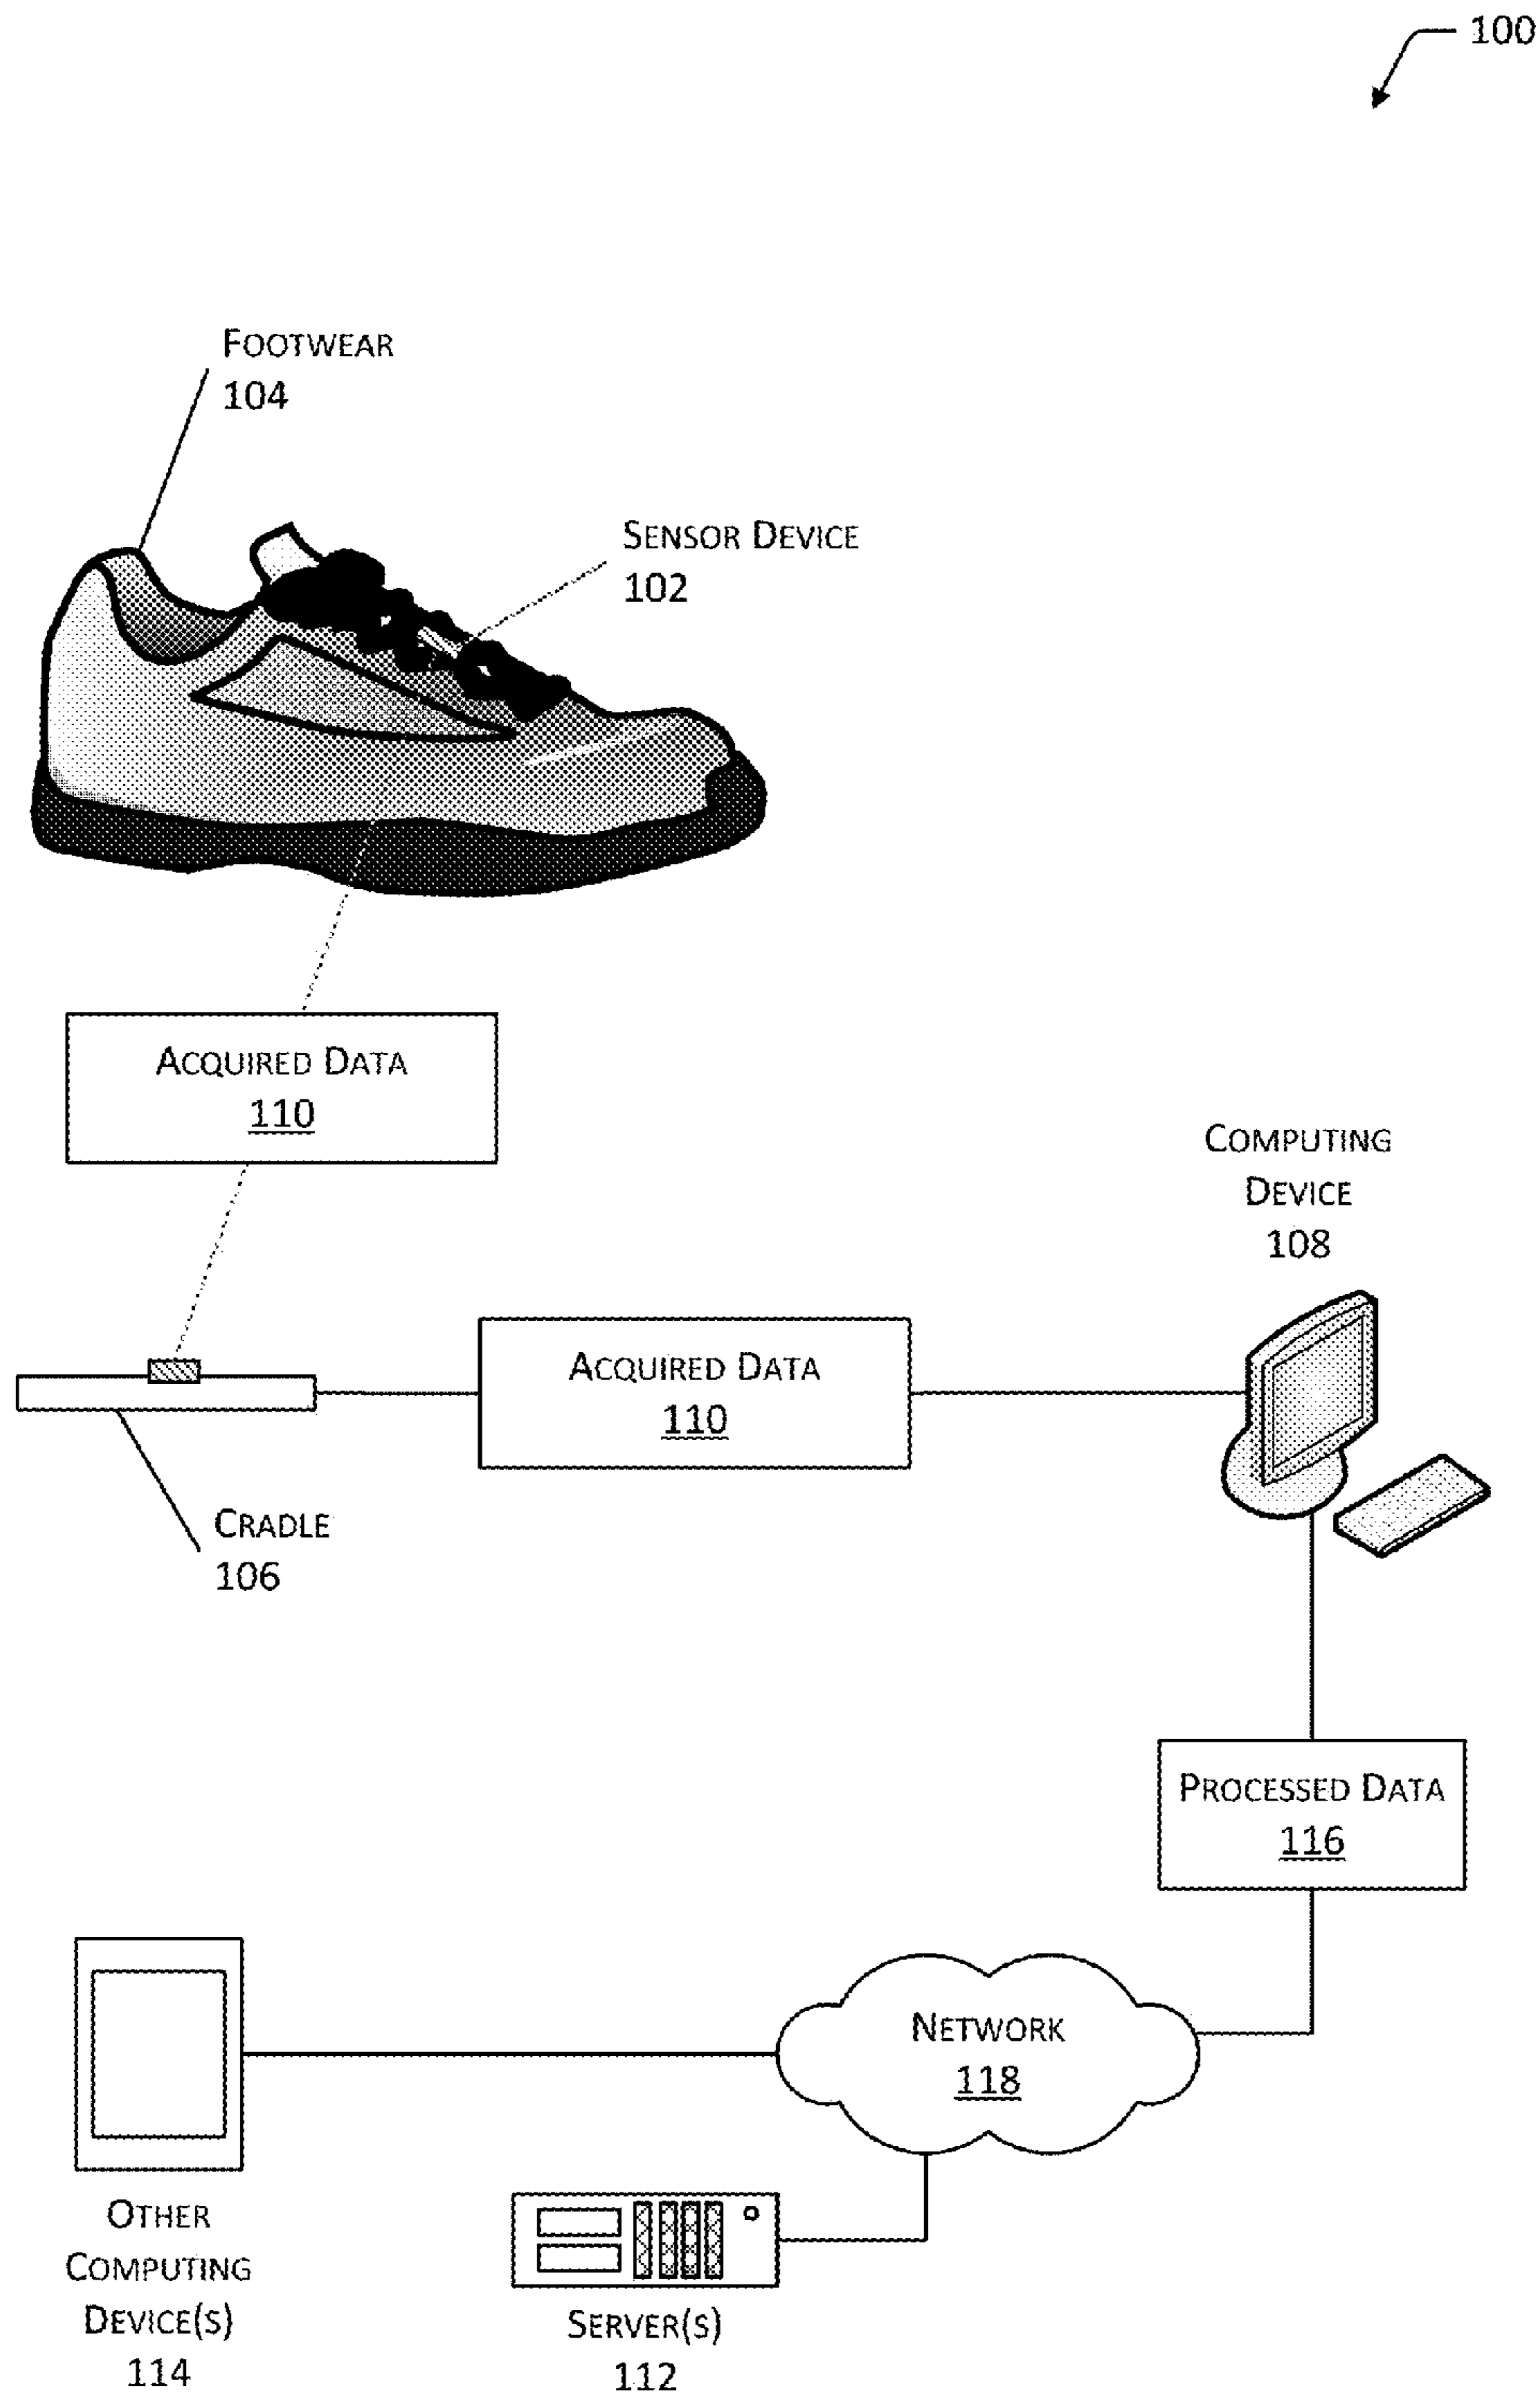 100
FOOTWEAR
104
SENSOR DEVICE
102
ACQUIRED DATA
110
COMPUTING
DEVICE
108
ACQUIRED DATA
110
CRADLE
106
PROCESSED DATA
116
NETWORK
118
OTHER
COMPUTING
DEVICE(S)
114
SERVER(S)
112